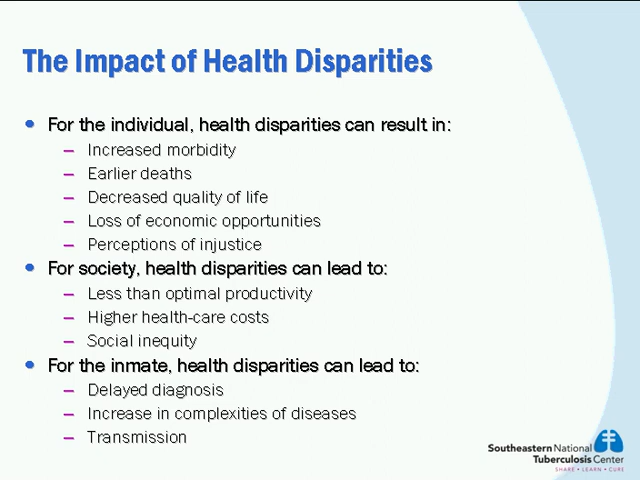 The Impact of Health Disparities
• For the individual, health disparities can result in:
– Increased morbidity
– Earlier deaths
– Decreased quality of life
– Loss of economic opportunities
– Perceptions of injustice
• For society, health disparities can lead to:
– Less than optimal productivity
– Higher health-care costs
– Social inequity
• For the inmate, health disparities can lead to:
– Delayed diagnosis
– Increase in complexities of diseases
– Transmission
Southeastern National
Tuberculosis Center
SHARE • LEARN • CURE